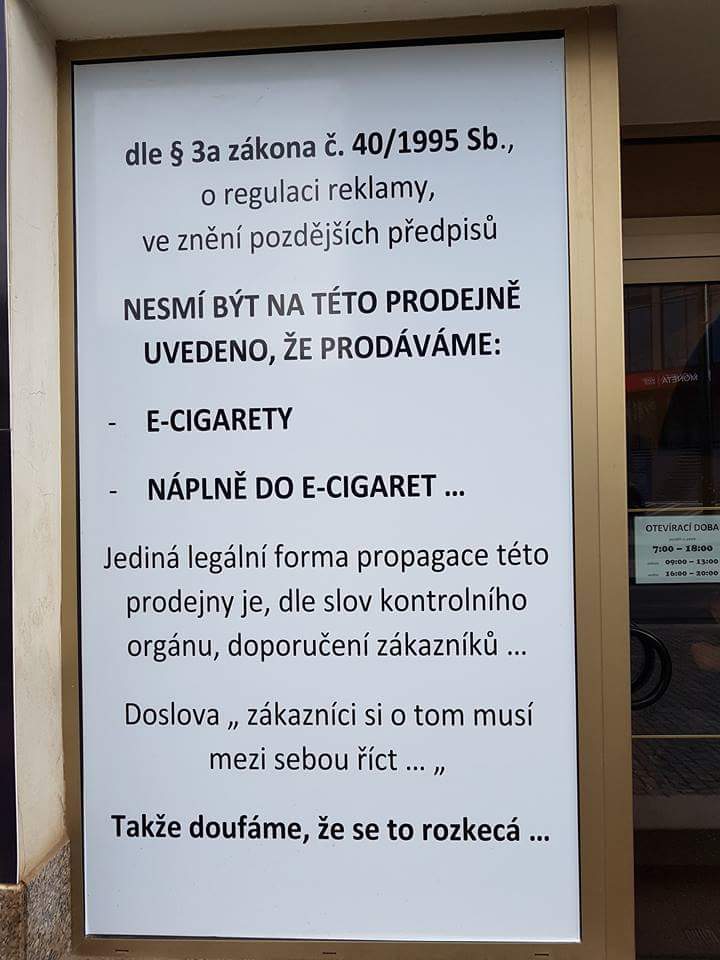 dle § 3a zákona č. 40/1995 Sb.,
o regulaci reklamy,
ve znění pozdějších předpisů
NESMÍ BÝT NA TÉTO PRODEJNĚ
UVEDENO, ŽE PRODÁVÁME:
- E-CIGARETY
- NÁPLNĚ DO E-CIGARET ...
Jediná legální forma propagace této
prodejny je, dle slov kontrolního
orgánu, doporučení zákazníků ...
Doslova „ zákazníci si o tom musí
mezi sebou říct ... „
Takže doufáme, že se to rozkecá ...
MONETA
OTEVÍRACÍ DOBA
7:00 – 18:00
09:00 – 13:00
16:00 – 20:00